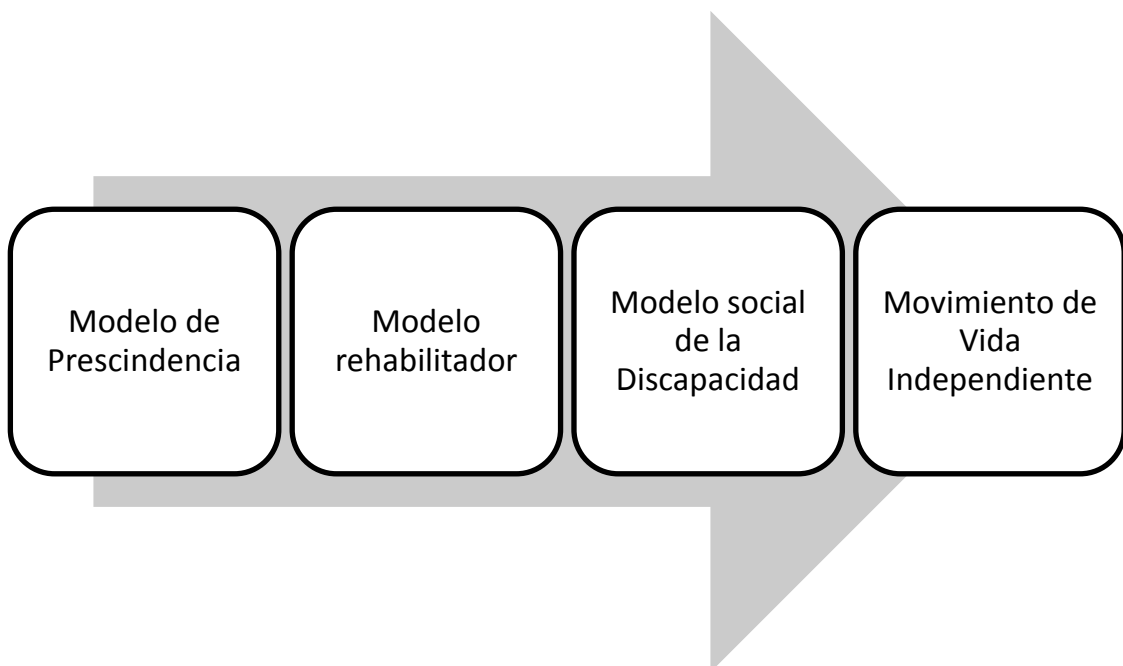 Modelo de
Prescindencia
Modelo
rehabilitador
Modelo social
de la
Discapacidad
Movimiento de
Vida
Independiente